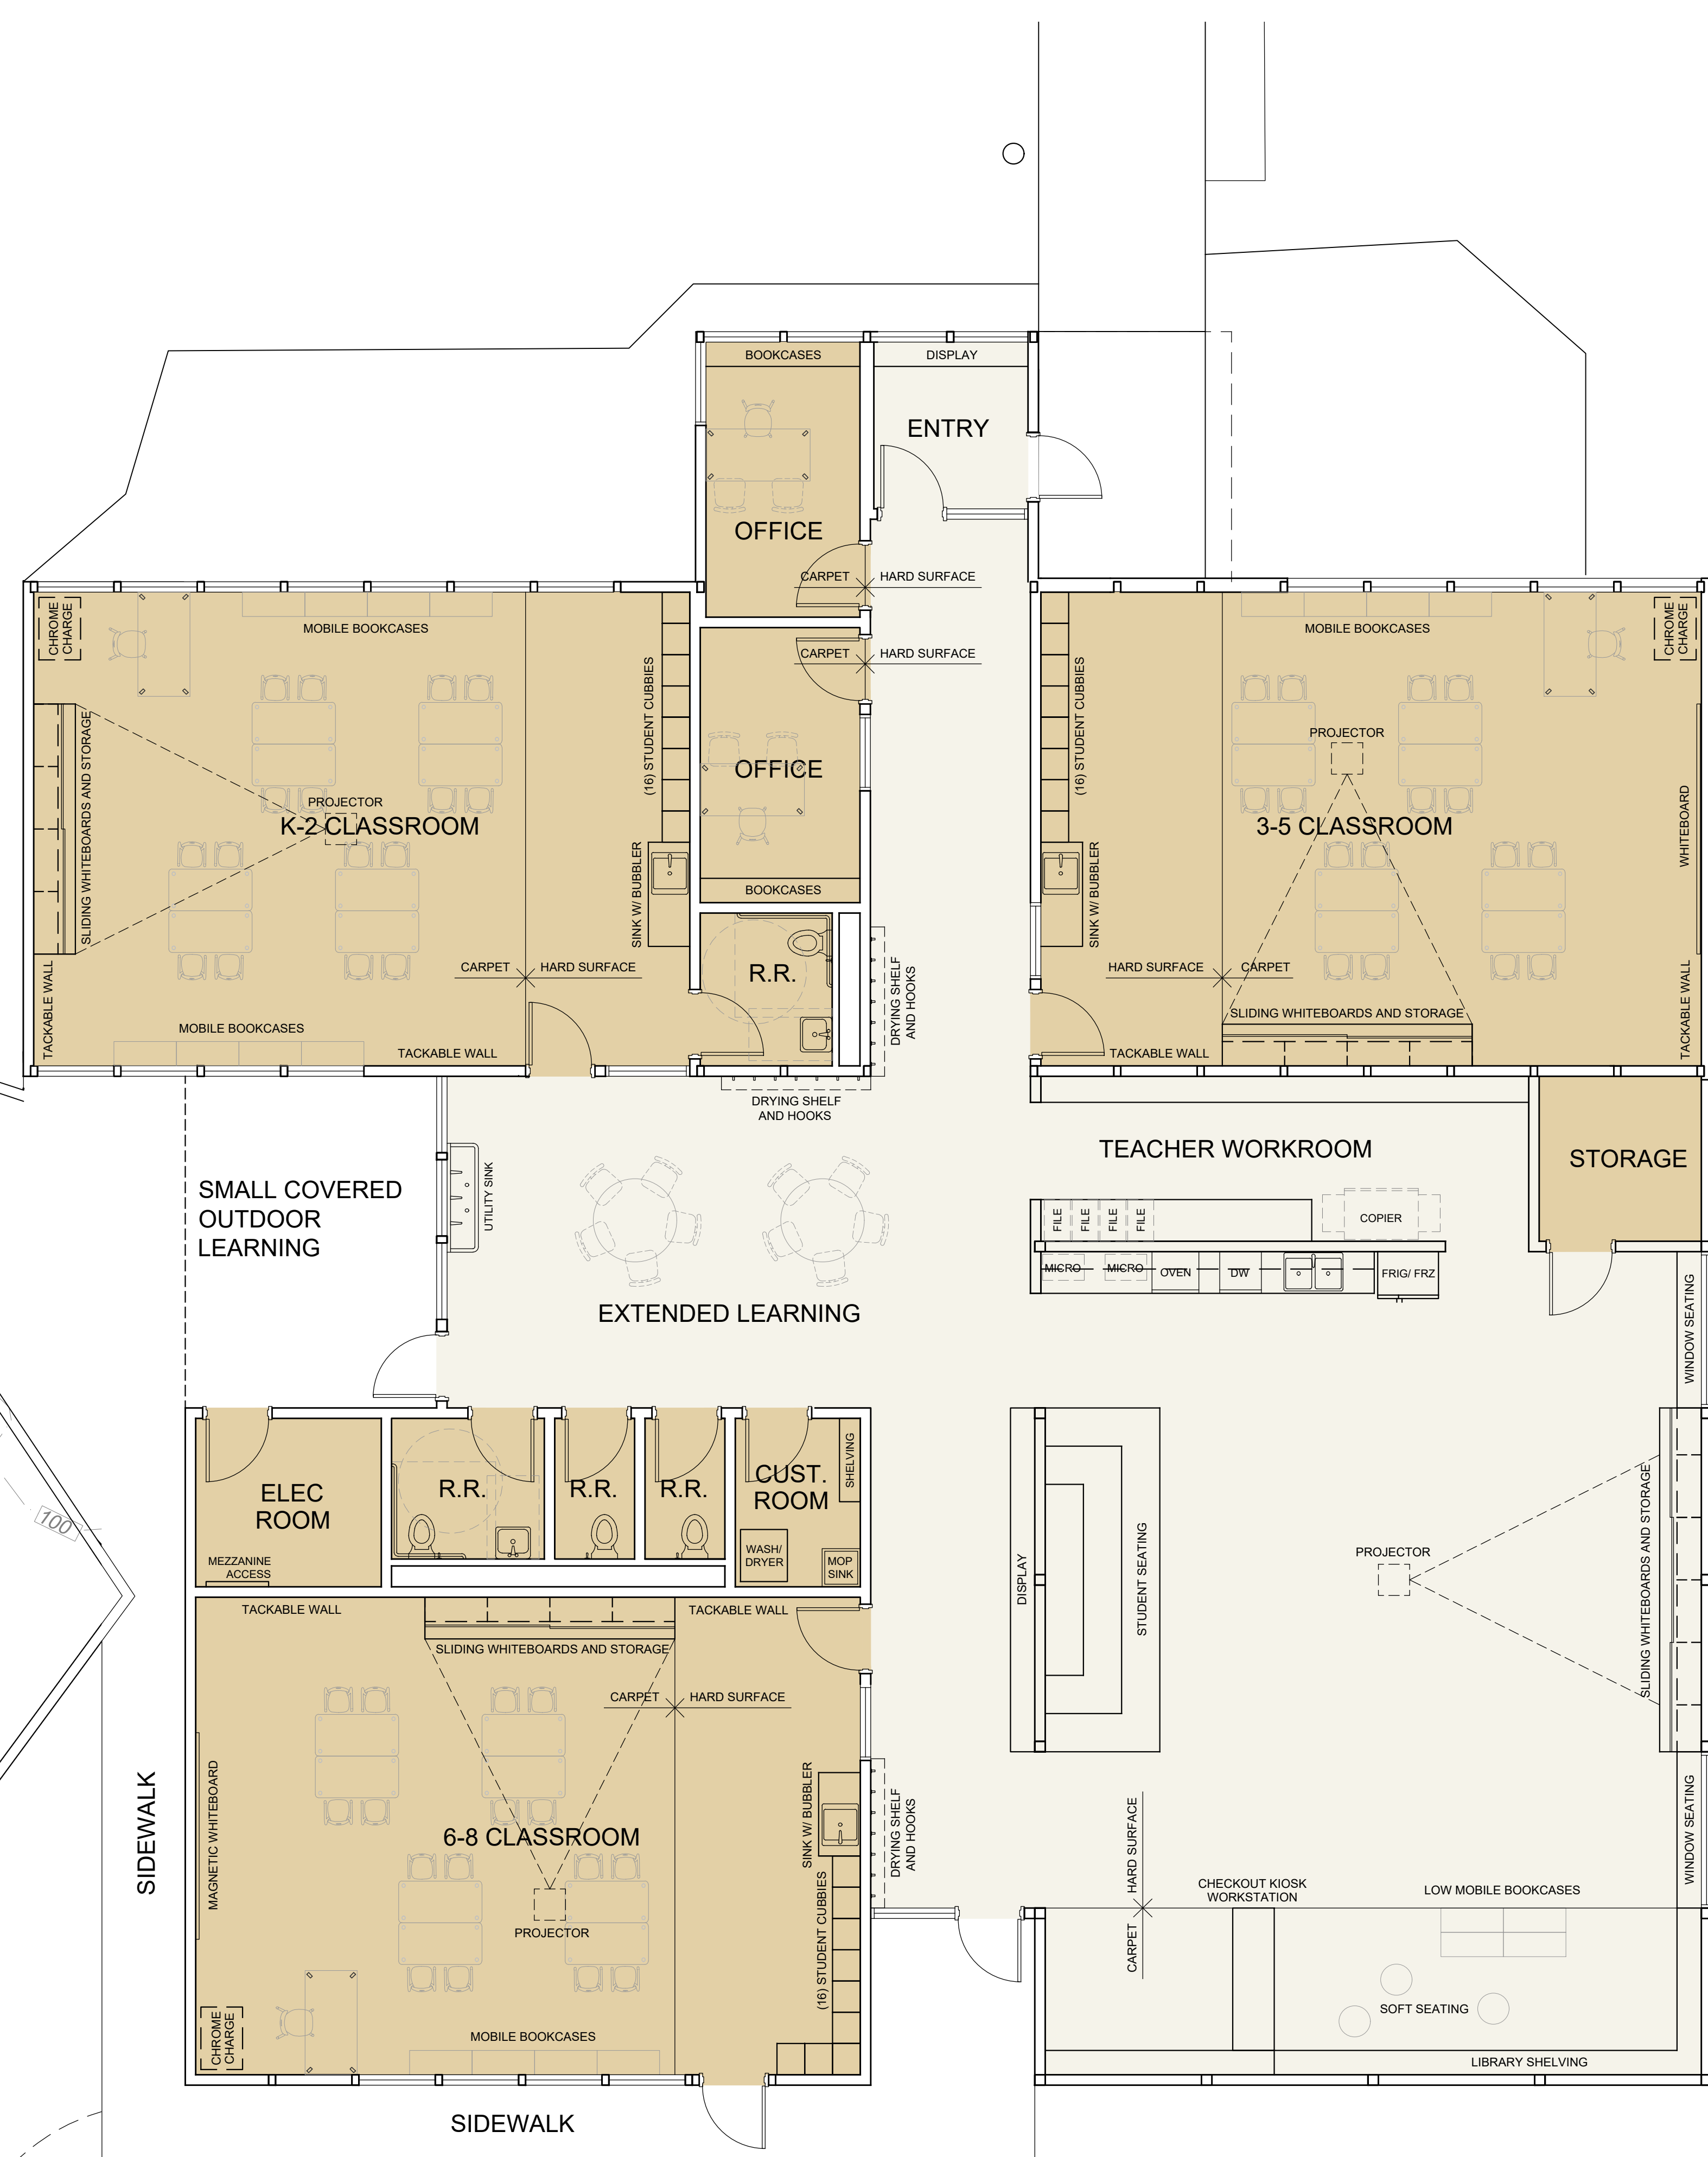 BOOKCASES
DISPLAY
ENTRY
OFFICE
CARPET
HARD SURFACE
CHROME
CHARGE
MOBILE BOOKCASES
(16) STUDENT CUBBIES
SLIDING WHITEBOARDS AND STORAGE
PROJECTOR
K-2 CLASSROOM
SINK W/ BUBBLER
CARPET
HARD SURFACE
TACKABLE WALL
MOBILE BOOKCASES
TACKABLE WALL
CARPET
HARD SURFACE
OFFICE
BOOKCASES
R.R.
DRYING SHELF
AND HOOKS
DRYING SHELF
AND HOOKS
MOBILE BOOKCASES
CHROME
CHARGE
(16) STUDENT CUBBIES
PROJECTOR
3-5 CLASSROOM
WHITEBOARD
SINK W/ BUBBLER
HARD SURFACE
CARPET
SLIDING WHITEBOARDS AND STORAGE
TACKABLE WALL
TACKABLE WALL
SMALL COVERED
OUTDOOR
LEARNING
UTILITY SINK
EXTENDED LEARNING
TEACHER WORKROOM
STORAGE
FILE
FILE
FILE
FILE
COPIER
MICRO
MICRO
OVEN
DW
FRIG/ FRZ
WINDOW SEATING
ELEC
ROOM
MEZZANINE
ACCESS
R.R.
R.R.
R.R.
CUST.
ROOM
SHELVING
WASH/
DRYER
MOP
SINK
100
DISPLAY
STUDENT SEATING
PROJECTOR
SLIDING WHITEBOARDS AND STORAGE
TACKABLE WALL
SLIDING WHITEBOARDS AND STORAGE
TACKABLE WALL
CARPET
HARD SURFACE
MAGNETIC WHITEBOARD
6-8 CLASSROOM
SINK W/ BUBBLER
PROJECTOR
(16) STUDENT CUBBIES
CHROME
CHARGE
MOBILE BOOKCASES
DRYING SHELF
AND HOOKS
SIDEWALK
SIDEWALK
HARD SURFACE
CARPET
CHECKOUT KIOSK
WORKSTATION
LOW MOBILE BOOKCASES
WINDOW SEATING
SOFT SEATING
LIBRARY SHELVING